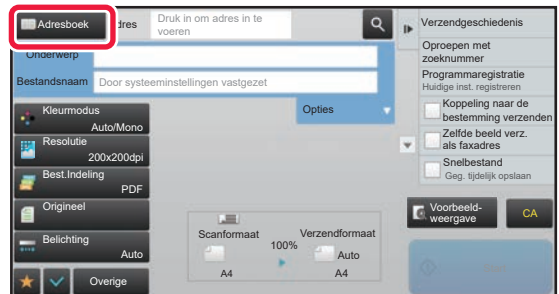 Adresboek
dres
Druk in om adres in te
voeren
Onderwerp
Bestandsnaam
Door systeeminstellingen vastgezet
Opties
Kleurmodus
Auto/Mono
Resolutie
200x200dpi
Best.Indeling
PDF
Origineel
Belichting
Auto
Overige
Scanformaat
A4
100%
Verzendformaat
Auto
A4
Verzendgeschiedenis
Oproepen met
zoeknummer
Programmaregistratie
Huidige inst. registreren
Koppeling naar de
bestemming verzenden
Zelfde beeld verz.
als faxadres
Snelbestand
Geg. tijdelijk opslaan
Voorbeeld-
weergave
CA